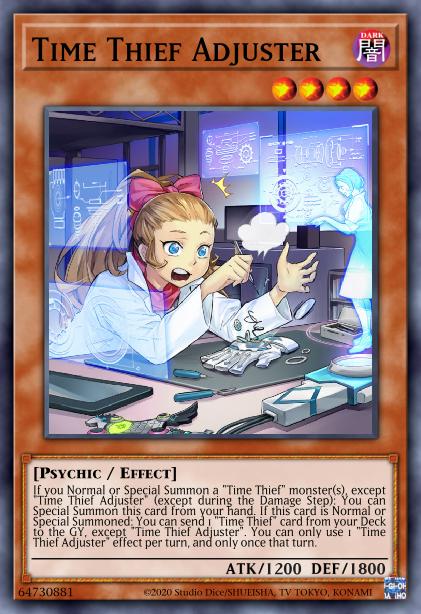 TIME THIEF ADJUSTER
DARK
闇
[PSYCHIC / EFFECT]
If you Normal or Special Summon a "Time Thief" monster(s), except
"Time Thief Adjuster" (except during the Damage Step): You can
Special Summon this card from your hand. If this card is Normal or
Special Summoned: You can send 1 "Time Thief" card from your Deck
to the GY, except "Time Thief Adjuster". You can only use 1 "Time
Thief Adjuster" effect per turn, and only once that turn.
ATK/1200 DEF/1800
64730881 ©2020 Studio Dice/SHUEISHA, TV TOKYO, KONAMI